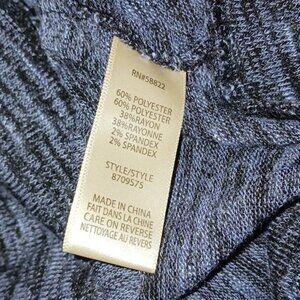 RN#58822
60% POLYESTER
60% POLYESTER
38%RAYON
38%RAYONNE
2% SPANDEX
2% SPANDEX
STYLE/STYLE
8709575
MADE IN CHINA
FAIT DANS LA CHINE
CARE ON REVERSE
NETTOYAGE AU REVERS